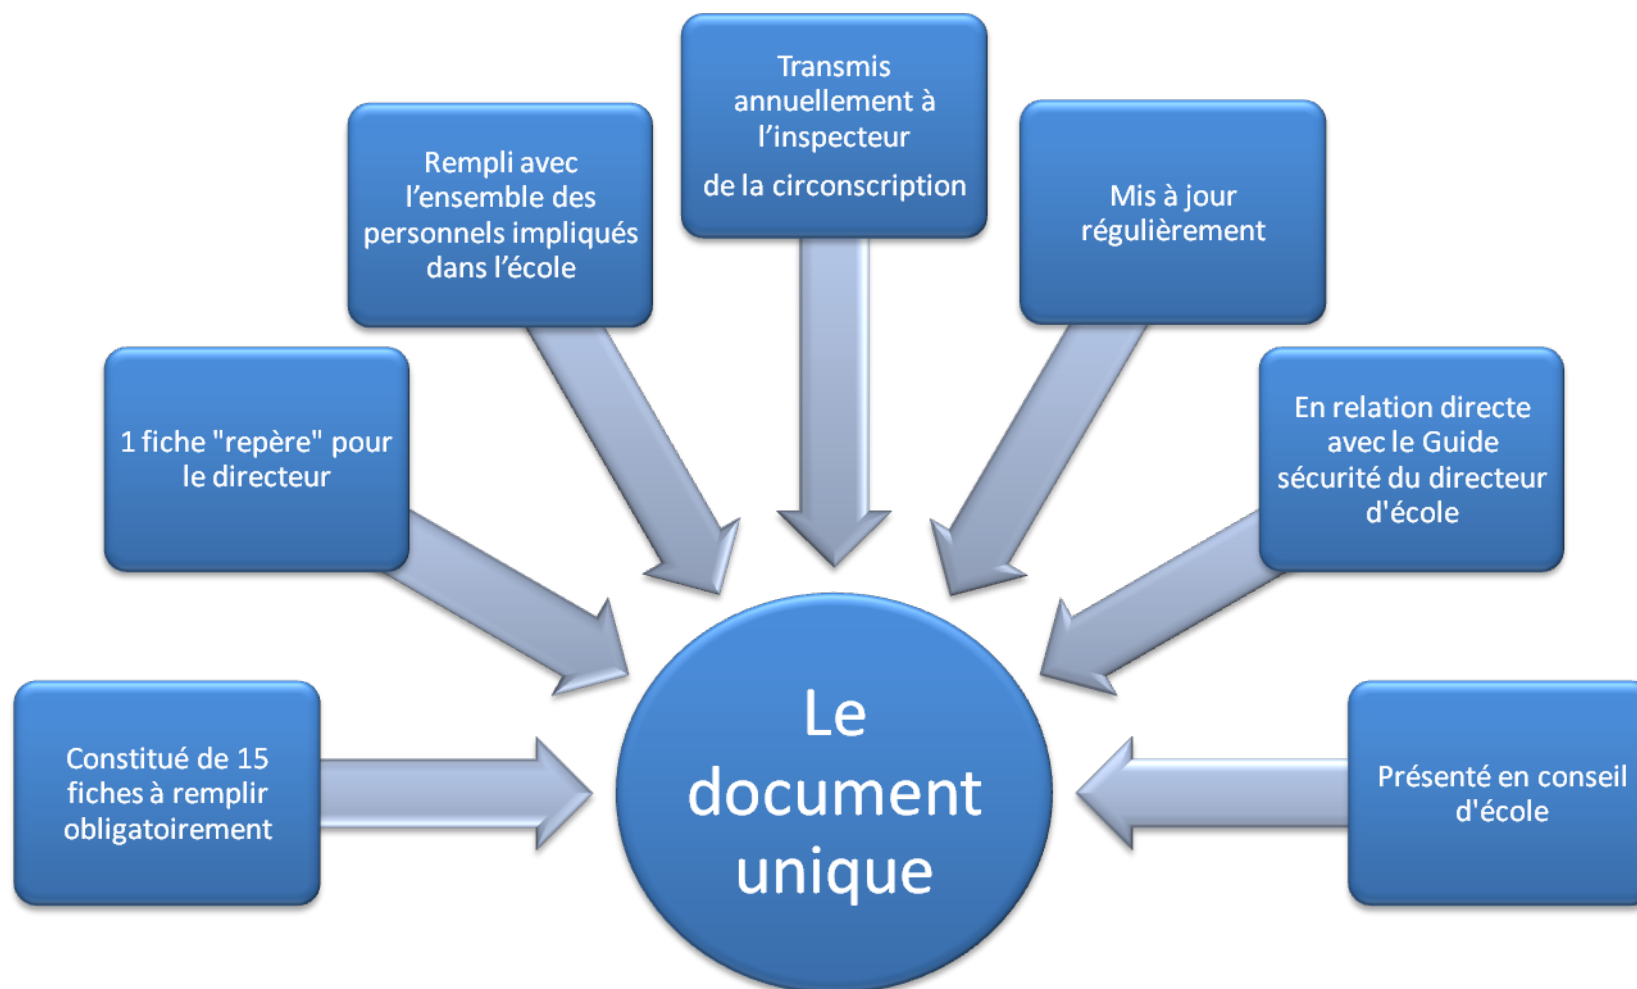 Transmis
annuellement à
l’inspecteur
de la circonscription
Rempli avec
l’ensemble des
personnels impliqués
dans l’école
Mis à jour
régulièrement
1 fiche "repère" pour
le directeur
En relation directe
avec le Guide
sécurité du directeur
d'école
Constitué de 15
fiches à remplir
obligatoirement
Le
document
unique
Présenté en conseil
d'école